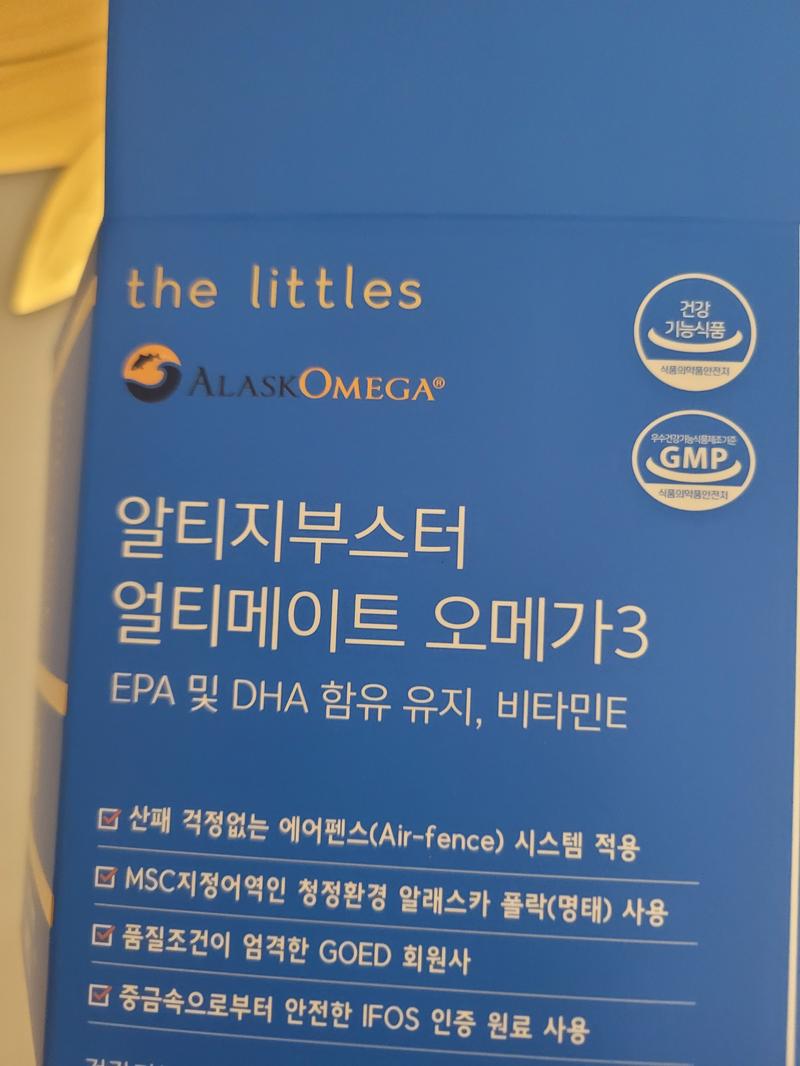 the littles
ALASKOMEGA®
건강
기능식품
식품의약품안전처
우수건강기능식품제조기준
GMP
식품의약품안전처
알티지부스터
얼티메이트 오메가3
EPA 및 DHA 함유 유지, 비타민E
산패 걱정없는 에어펜스(Air-fence) 시스템 적용
MSC지정어역인 청정환경 알래스카 폴락(명태) 사용
품질조건이 엄격한 GOED 회원사
중금속으로부터 안전한 IFOS 인증 원료 사용